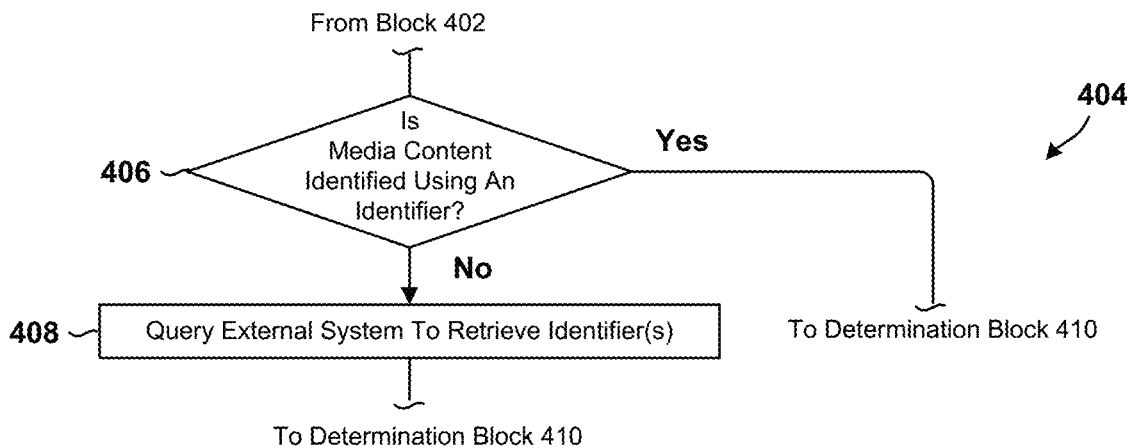 From Block 402
404
Is
Media Content
Identified Using An
Identifier?
Yes
406
No
408
Query External System To Retrieve Identifier(s)
To Determination Block 410
To Determination Block 410